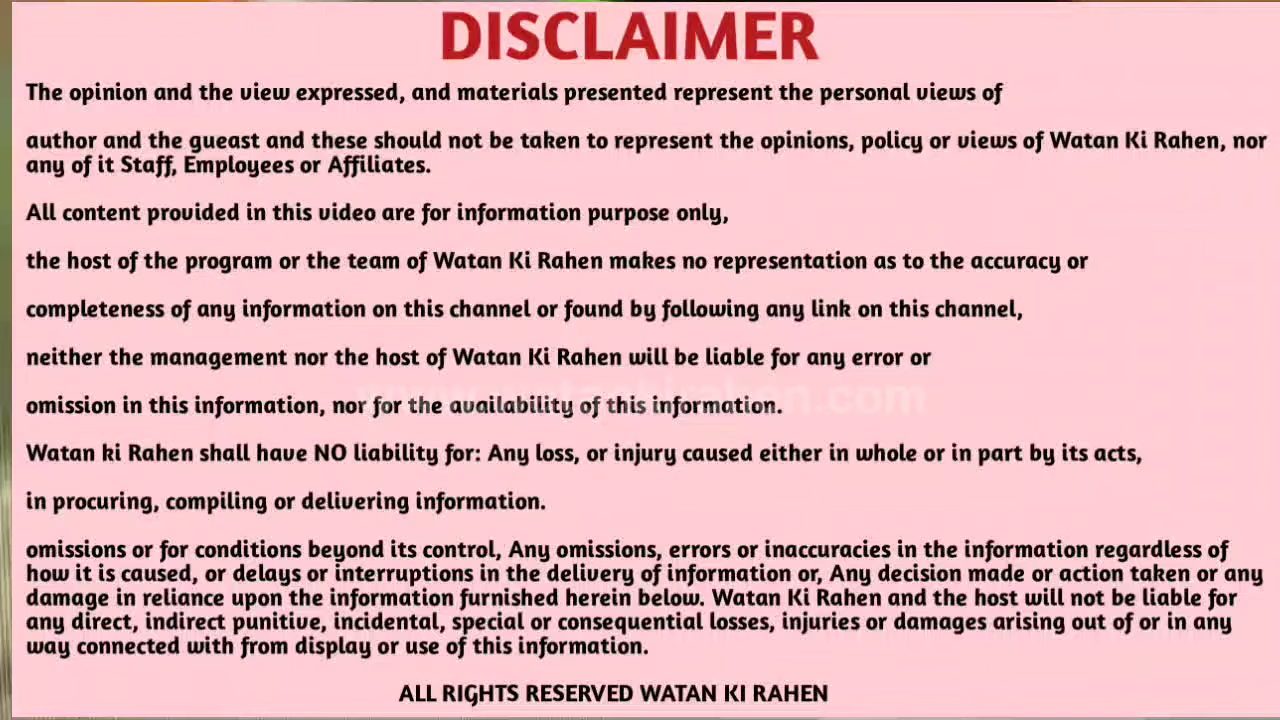 DISCLAIMER
The opinion and the view expressed, and materials presented represent the personal views of
author and the gueast and these should not be taken to represent the opinions, policy or views of Watan Ki Rahen, nor
any of it Staff, Employees or Affiliates.
All content provided in this video are for information purpose only,
the host of the program or the team of Watan Ki Rahen makes no representation as to the accuracy or
completeness of any information on this channel or found by following any link on this channel,
neither the management nor the host of Watan Ki Rahen will be liable for any error or
omission in this information, nor for the availability of this information.
Watan ki Rahen shall have NO liability for: Any loss, or injury caused either in whole or in part by its acts,
in procuring, compiling or delivering information.
omissions or for conditions beyond its control, Any omissions, errors or inaccuracies in the information regardless of
how it is caused, or delays or interruptions in the delivery of information or, Any decision made or action taken or any
damage in reliance upon the information furnished herein below. Watan Ki Rahen and the host will not be liable for
any direct, indirect punitive, incidental, special or consequential losses, injuries or damages arising out of or in any
way connected with from display or use of this information.
ALL RIGHTS RESERVED WATAN KI RAHEN